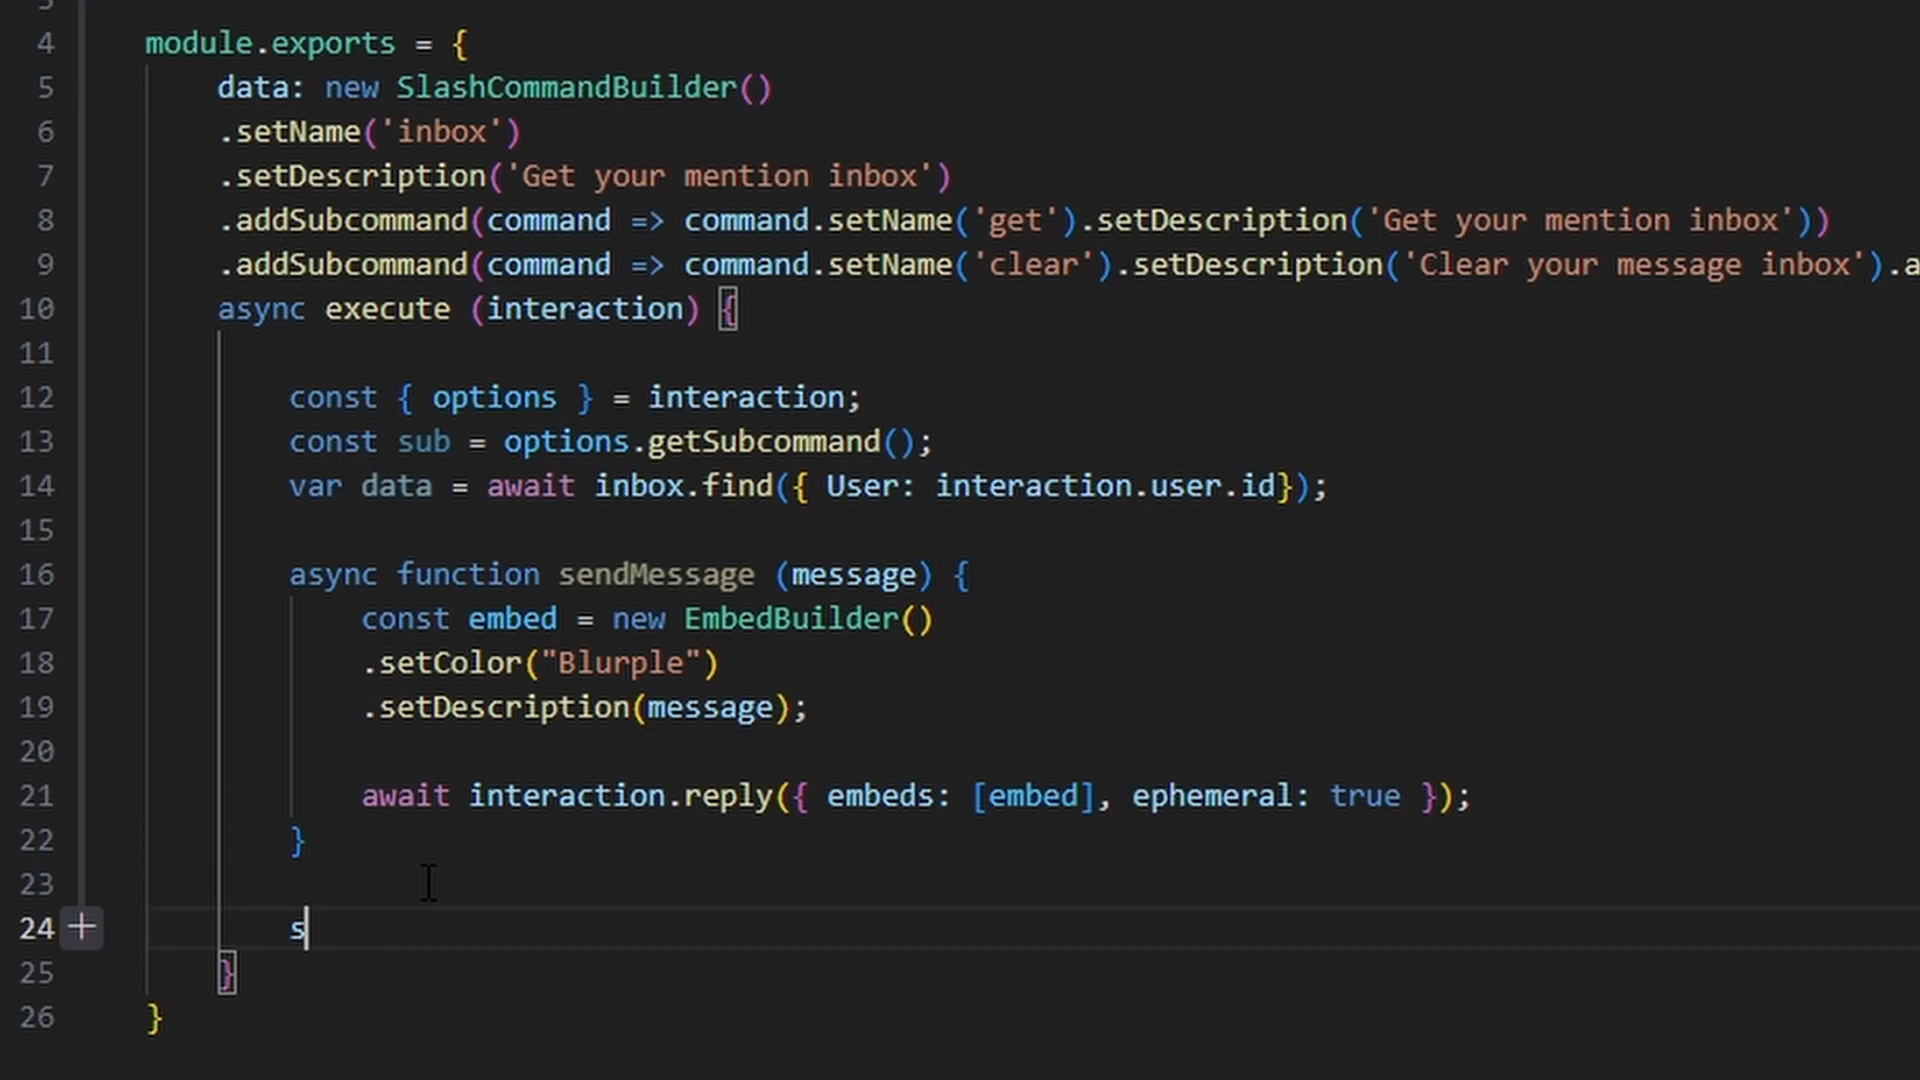 4 module.exports = {
5 data: new SlashCommandBuilder()
6 .setName('inbox')
7 .setDescription('Get your mention inbox')
8 .addSubcommand(command => command.setName('get').setDescription('Get your mention inbox'))
9 .addSubcommand(command => command.setName('clear').setDescription('Clear your message inbox').a
10 async execute (interaction) {
11
12 const { options } = interaction;
13 const sub = options.getSubcommand();
14 var data = await inbox.find({ User: interaction.user.id});
15
16 async function sendMessage (message) {
17 const embed = new EmbedBuilder()
18 .setColor("Blurple")
19 .setDescription(message);
20
21 await interaction.reply({ embeds: [embed], ephemeral: true });
22 }
23
24 s
25 }
26 }